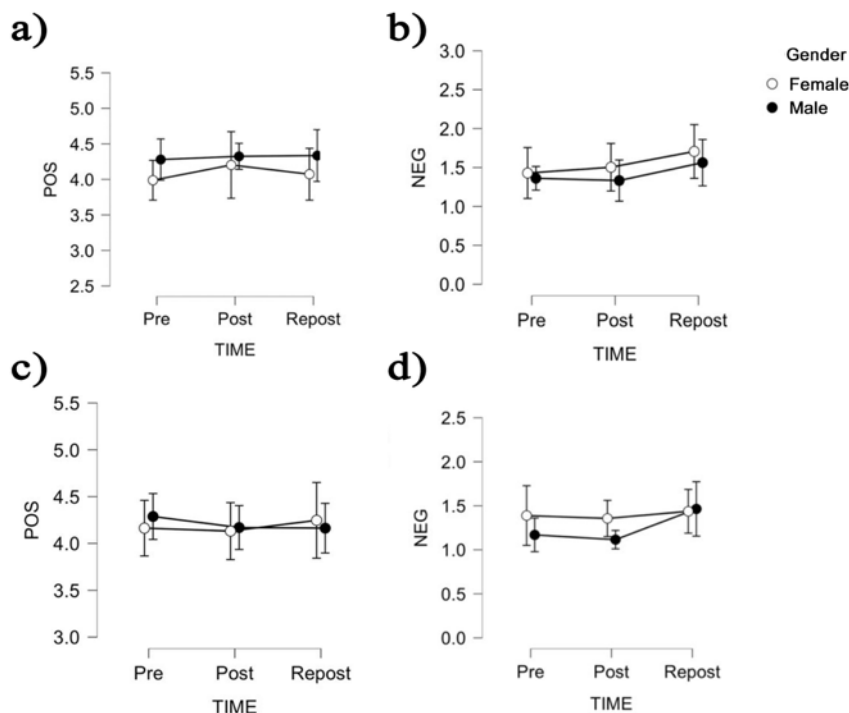 a)
5.5
5.0
4.5
4.0
3.5
3.0
2.5
POS
Pre Post Repost
TIME
b)
3.0
2.5
2.0
1.5
1.0
0.5
0.0
NEG
Pre Post Repost
TIME
Gender
Female
Male
c)
5.5
5.0
4.5
4.0
3.5
3.0
POS
Pre Post Repost
TIME
d)
2.5
2.0
1.5
1.0
0.5
0.0
NEG
Pre Post Repost
TIME